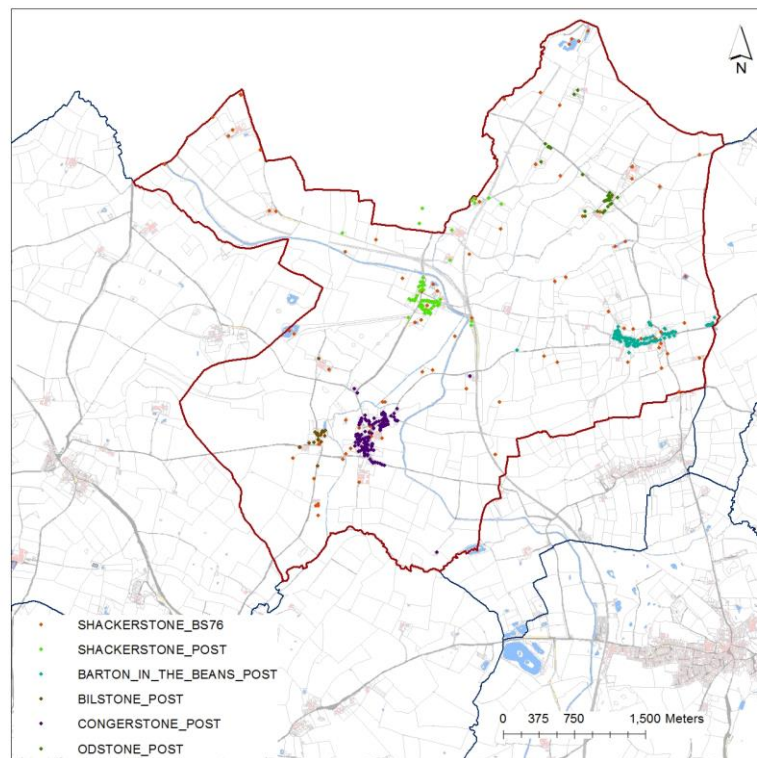 N
SHACKERSTONE_BS76
SHACKERSTONE_POST
BARTON_IN_THE_BEANS_POST
BILSTONE_POST
CONGERSTONE_POST
ODSTONE_POST
0 375 750 1,500 Meters